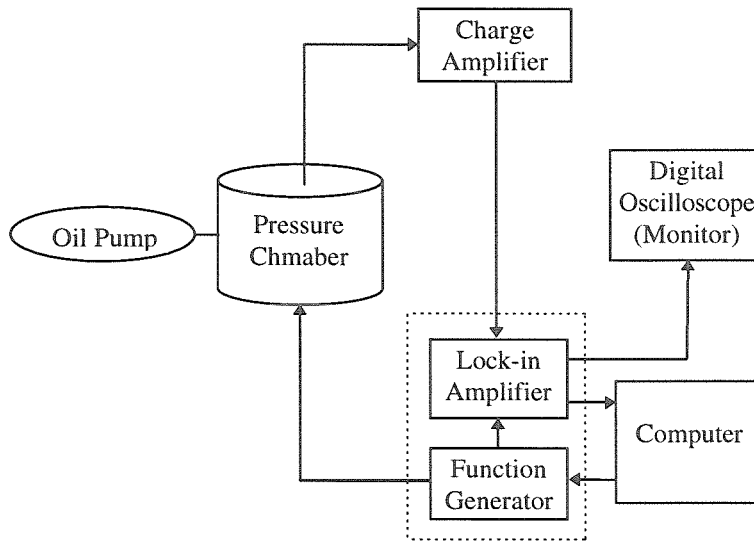 Charge
Amplifier
Digital
Oscilloscope
(Monitor)
Oil Pump
Pressure
Chmaber
Lock-in
Amplifier
Computer
Function
Generator